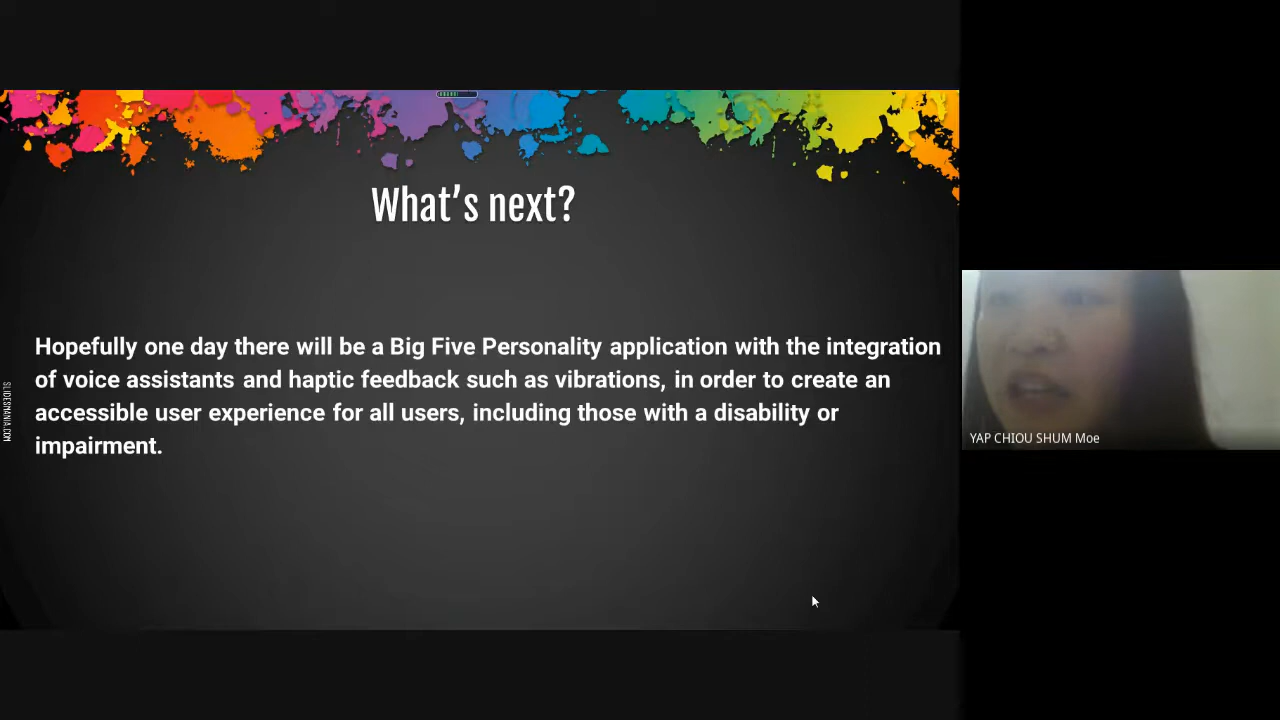 What’s next?
Hopefully one day there will be a Big Five Personality application with the integration
of voice assistants and haptic feedback such as vibrations, in order to create an
accessible user experience for all users, including those with a disability or
impairment.
SLIDESMANIA.COM
YAP CHIOU SHUM Moe